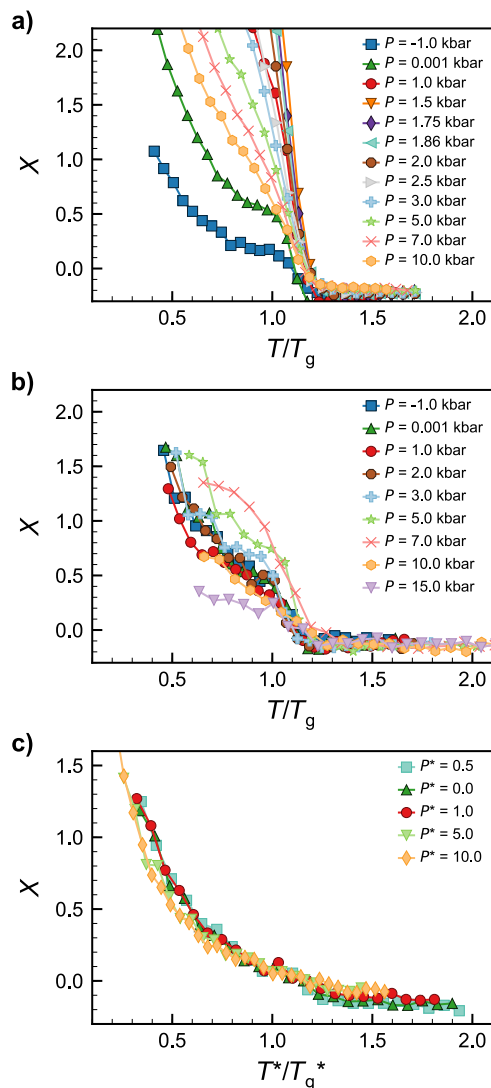 a)
2.0
1.5
1.0
0.5
0.0
X
P = -1.0 kbar
P = 0.001 kbar
P = 1.0 kbar
P = 1.5 kbar
P = 1.75 kbar
P = 1.86 kbar
P = 2.0 kbar
P = 2.5 kbar
P = 3.0 kbar
P = 5.0 kbar
P = 7.0 kbar
P = 10.0 kbar
0.5 1.0 1.5 2.0
T/Tg
b)
2.0
1.5
1.0
0.5
0.0
X
P = -1.0 kbar
P = 0.001 kbar
P = 1.0 kbar
P = 2.0 kbar
P = 3.0 kbar
P = 5.0 kbar
P = 7.0 kbar
P = 10.0 kbar
P = 15.0 kbar
0.5 1.0 1.5 2.0
T/Tg
c)
1.5
1.0
0.5
0.0
X
P* = 0.5
P* = 0.0
P* = 1.0
P* = 5.0
P* = 10.0
0.5 1.0 1.5 2.0
T*/Tg*